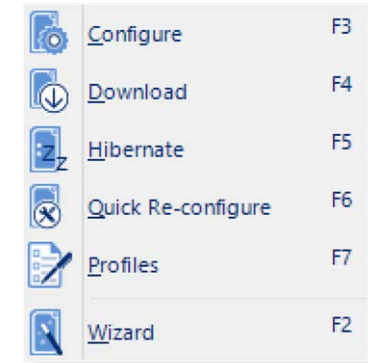 Configure F3
Download F4
Hibernate F5
Quick Re-configure F6
Profiles F7
Wizard F2